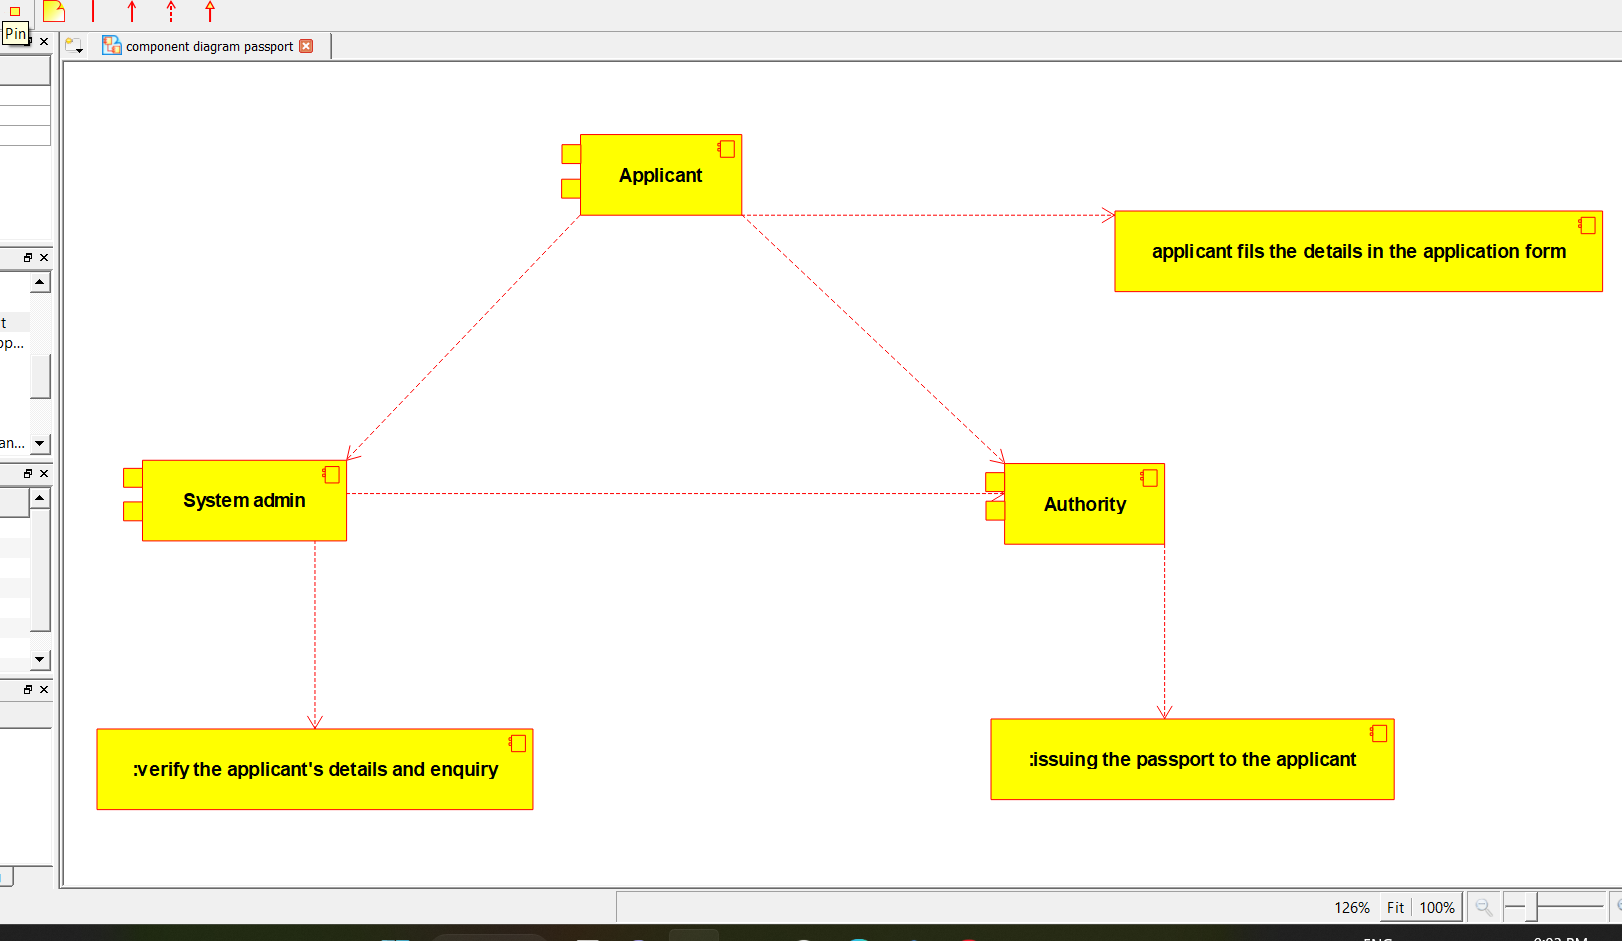 Pin
component diagram passport
Applicant
applicant fils the details in the application form
t
op...
an...
System admin
Authority
:verify the applicant's details and enquiry
:issuing the passport to the applicant
126% Fit 100%